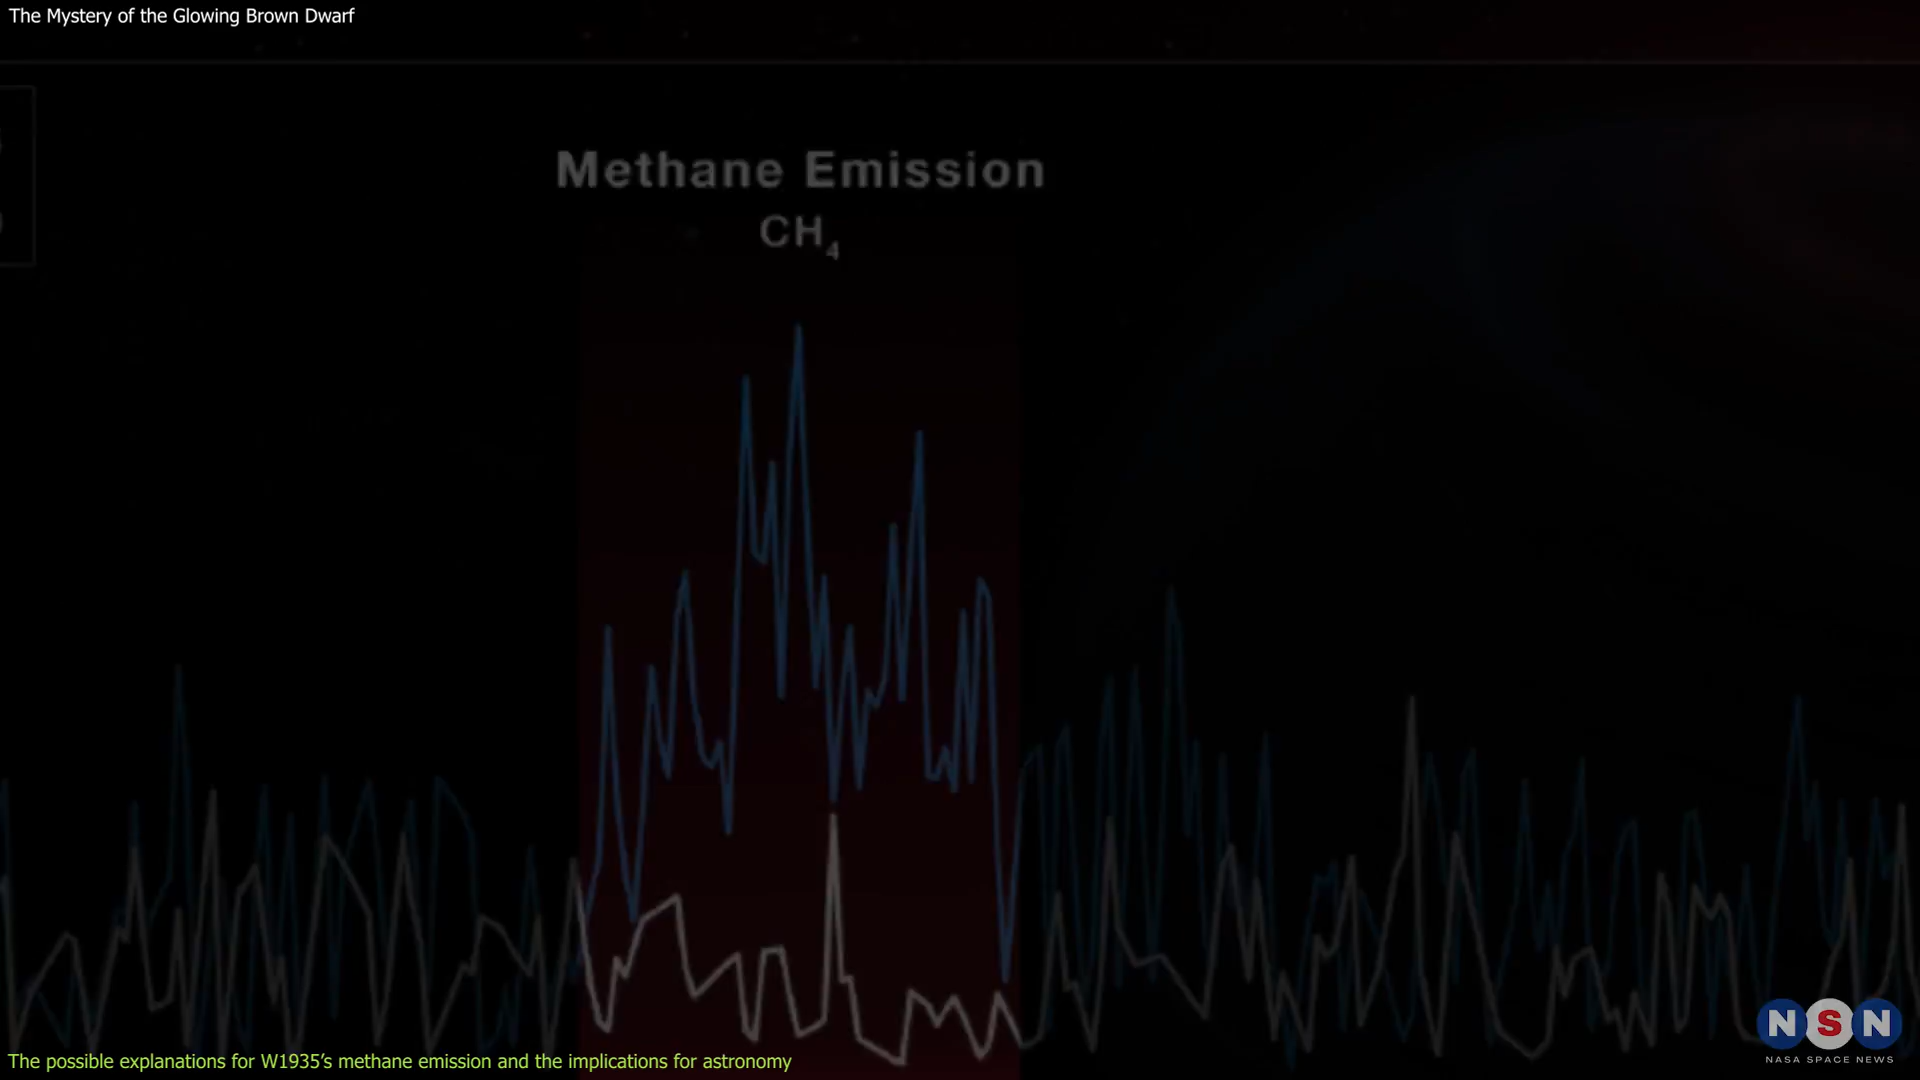 The Mystery of the Glowing Brown Dwarf
Methane Emission
CH₄
The possible explanations for W1935’s methane emission and the implications for astronomy
NSN
NASA SPACE NEWS